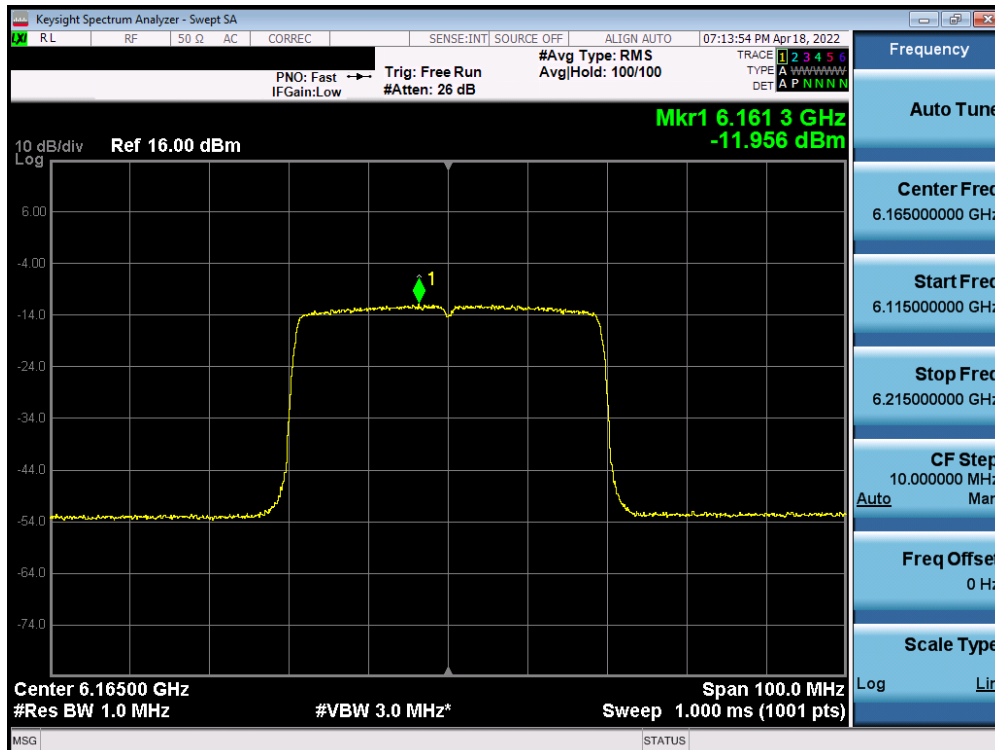 Keysight Spectrum Analyzer - Swept SA
LXI RL RF 50 Ω AC CORREC SENSE:INT SOURCE OFF ALIGN AUTO 07:13:54 PM Apr 18, 2022
PNO: Fast
IFGain:Low
Trig: Free Run
#Atten: 26 dB
#Avg Type: RMS
Avg|Hold: 100/100
TRACE 1 2 3 4 5 6
TYPE A WWWWW
DET A P N N N N
Mkr1 6.161 3 GHz
-11.956 dBm
10 dB/div Ref 16.00 dBm
Log
1
6.00
-4.00
-14.0
-24.0
-34.0
-44.0
-54.0
-64.0
-74.0
Center 6.16500 GHz Span 100.0 MHz
#Res BW 1.0 MHz #VBW 3.0 MHz* Sweep 1.000 ms (1001 pts)
MSG STATUS
Frequency
Auto Tune
Center Freq
6.165000000 GHz
Start Freq
6.115000000 GHz
Stop Freq
6.215000000 GHz
CF Step
10.000000 MHz
Auto Man
Freq Offset
0 Hz
Scale Type
Log Lin